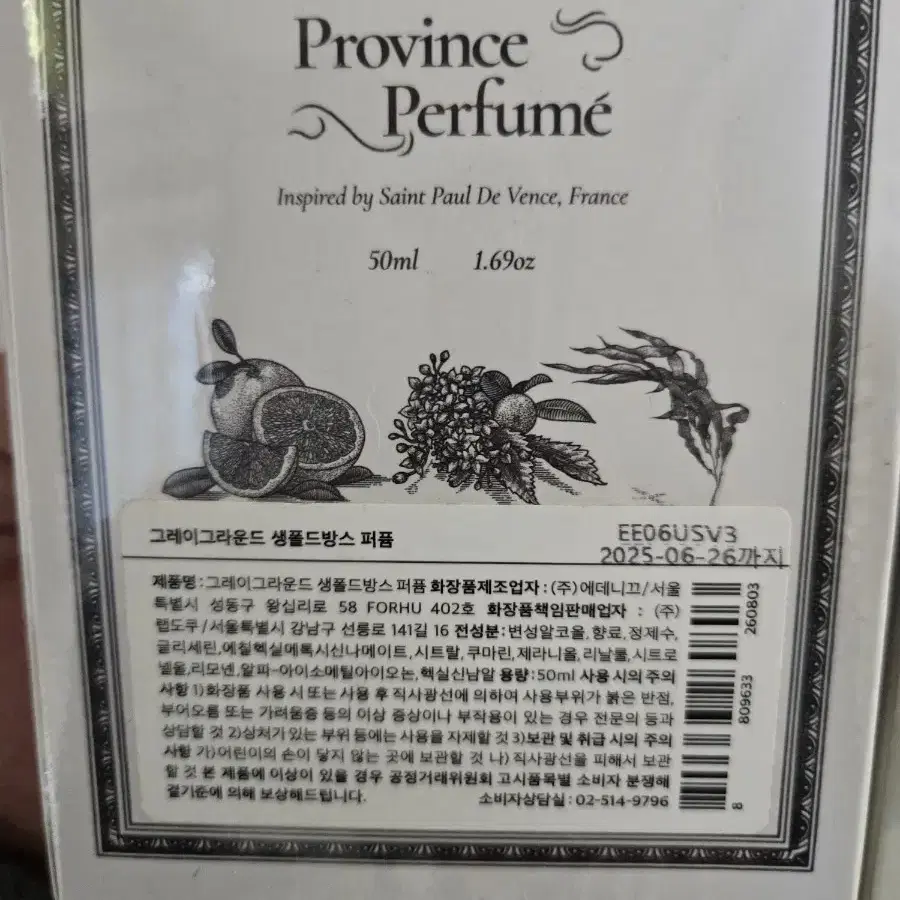 Province
Perfumé
Inspired by Saint Paul De Vence, France
50ml 1.69oz
그레이그라운드 생폴드방스 퍼퓸
EE06USV3
2025-06-26까지
제품명 : 그레이그라운드 생폴드방스 퍼퓸 화장품제조업자 : (주)에데니끄/서울
특별시 성동구 왕십리로 58 FORHU 402호 화장품책임판매업자 : (주)
랩도쿠/서울특별시 강남구 선릉로 141길 16 전성분 : 변성알코올, 향료, 정제수,
글리세린, 에칠헥실메톡시신나메이트, 시트랄, 쿠마린, 제라니올, 리날룰, 시트로
넬올, 리모넨, 알파-아이소메틸아이오논, 헥실신남알 용량 : 50ml 사용 시의 주의
사항 1)화장품 사용 시 또는 사용 후 직사광선에 의하여 사용부위가 붉은 반점,
부어오름 또는 가려움증 등의 이상 증상이나 부작용이 있는 경우 전문의 등과
상담할 것 2)상처가 있는 부위 등에는 사용을 자제할 것 3)보관 및 취급 시의 주의
사항 가)어린이의 손이 닿지 않는 곳에 보관할 것 나)직사광선을 피해서 보관
할 것 본 제품에 이상이 있을 경우 공정거래위원회 고시품목별 소비자 분쟁해
결기준에 의해 보상해드립니다. 소비자상담실 : 02-514-9796
8 809633 260803